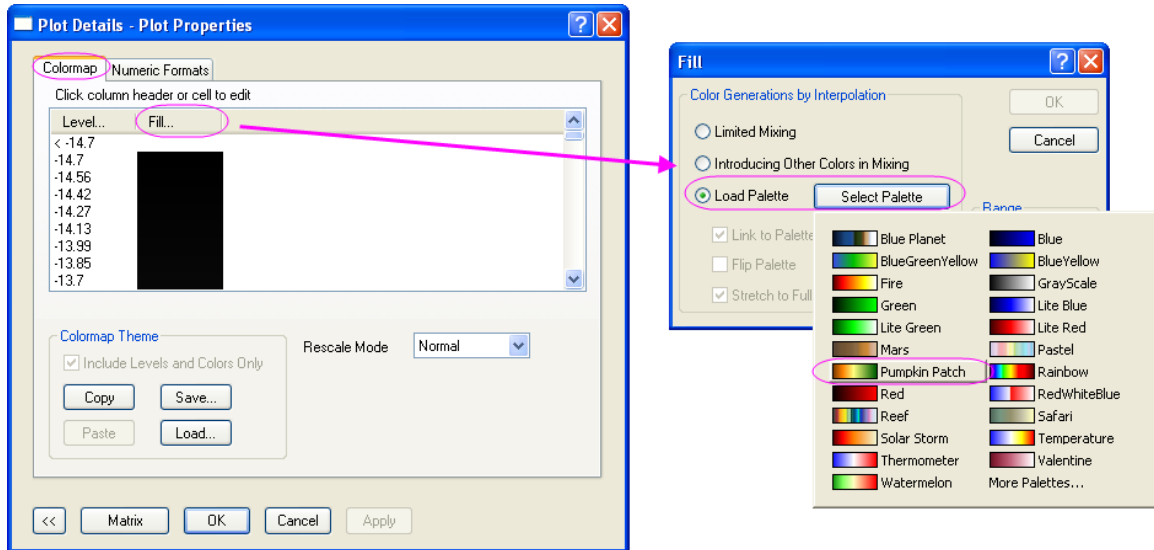 Plot Details - Plot Properties
Colormap
Numeric Formats
Click column header or cell to edit
Level...
Fill...
< -14.7
-14.7
-14.56
-14.42
-14.27
-14.13
-13.99
-13.85
-13.7
Colormap Theme
Include Levels and Colors Only
Copy
Save...
Paste
Load...
Rescale Mode
Normal
<<
Matrix
OK
Cancel
Apply
Fill
Color Generations by Interpolation
Limited Mixing
Introducing Other Colors in Mixing
Load Palette
Select Palette
Link to Palette
Flip Palette
Stretch to Full
OK
Cancel
Range
Blue Planet
Blue
BlueGreenYellow
BlueYellow
Fire
GrayScale
Green
Lite Blue
Lite Green
Lite Red
Mars
Pastel
Pumpkin Patch
Rainbow
Red
RedWhiteBlue
Reef
Safari
Solar Storm
Temperature
Thermometer
Valentine
Watermelon
More Palettes...